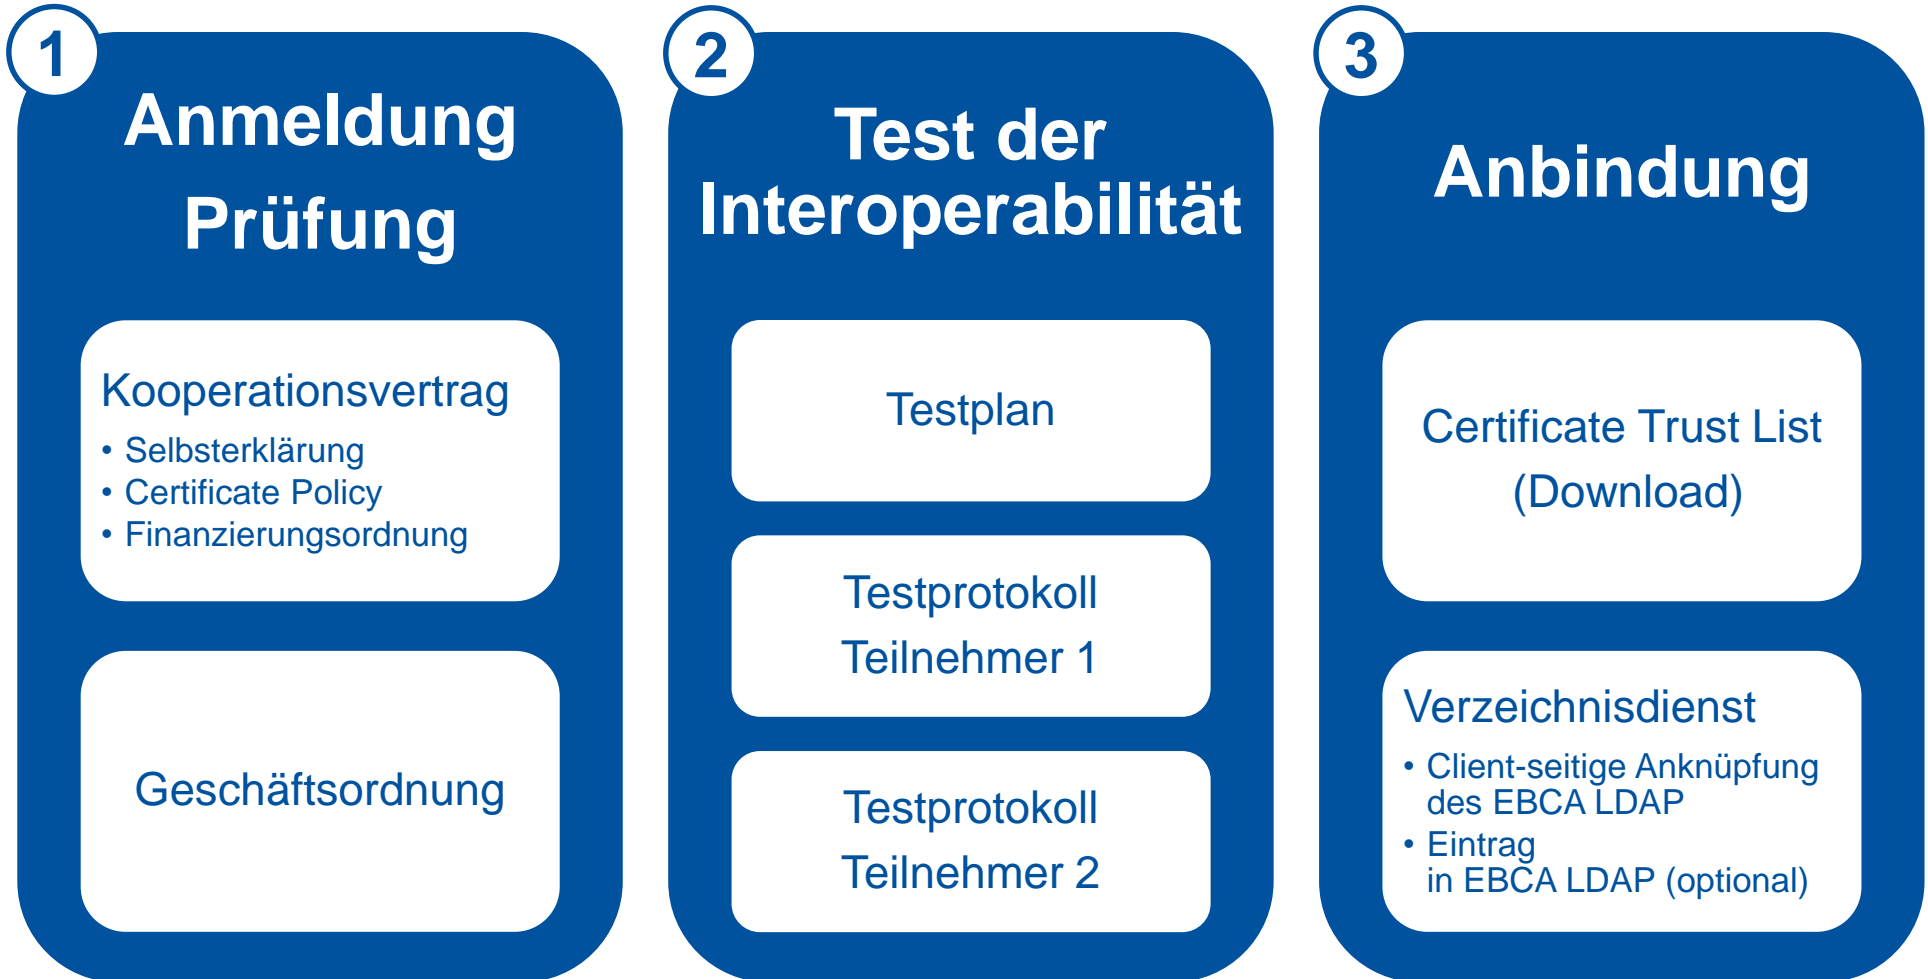 1
Anmeldung
Prüfung
Kooperationsvertrag
• Selbsterklärung
• Certificate Policy
• Finanzierungsordnung
Geschäftsordnung
2
Test der
Interoperabilität
Testplan
Testprotokoll
Teilnehmer 1
Testprotokoll
Teilnehmer 2
3
Anbindung
Certificate Trust List
(Download)
Verzeichnisdienst
• Client-seitige Anknüpfung
des EBCA LDAP
• Eintrag
in EBCA LDAP (optional)